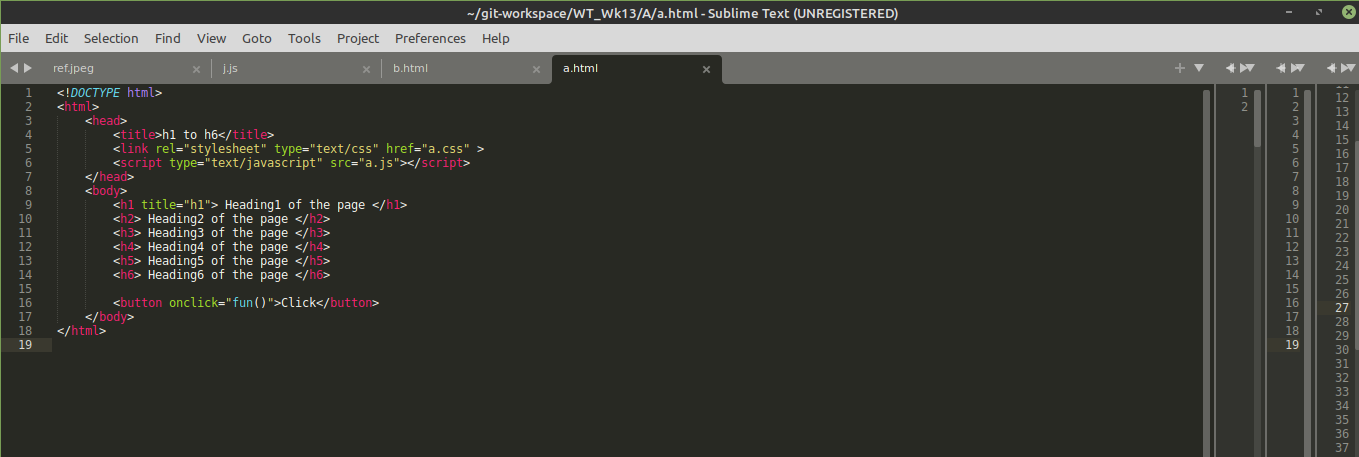 ~/git-workspace/WT_Wk13/A/a.html - Sublime Text (UNREGISTERED)
File Edit Selection Find View Goto Tools Project Preferences Help
ref.jpeg j.js b.html a.html
1 <!DOCTYPE html>
2 <html>
3 <head>
4 <title>h1 to h6</title>
5 <link rel="stylesheet" type="text/css" href="a.css" >
6 <script type="text/javascript" src="a.js"></script>
7 </head>
8 <body>
9 <h1 title="h1"> Heading1 of the page </h1>
10 <h2> Heading2 of the page </h2>
11 <h3> Heading3 of the page </h3>
12 <h4> Heading4 of the page </h4>
13 <h5> Heading5 of the page </h5>
14 <h6> Heading6 of the page </h6>
15
16 <button onclick="fun()">Click</button>
17 </body>
18 </html>
19
1
2
1
2
3
4
5
6
7
8
9
10
11
12
13
14
15
16
17
18
19
11
12
13
14
15
16
17
18
19
20
21
22
23
24
25
26
27
28
29
30
31
32
33
34
35
36
37